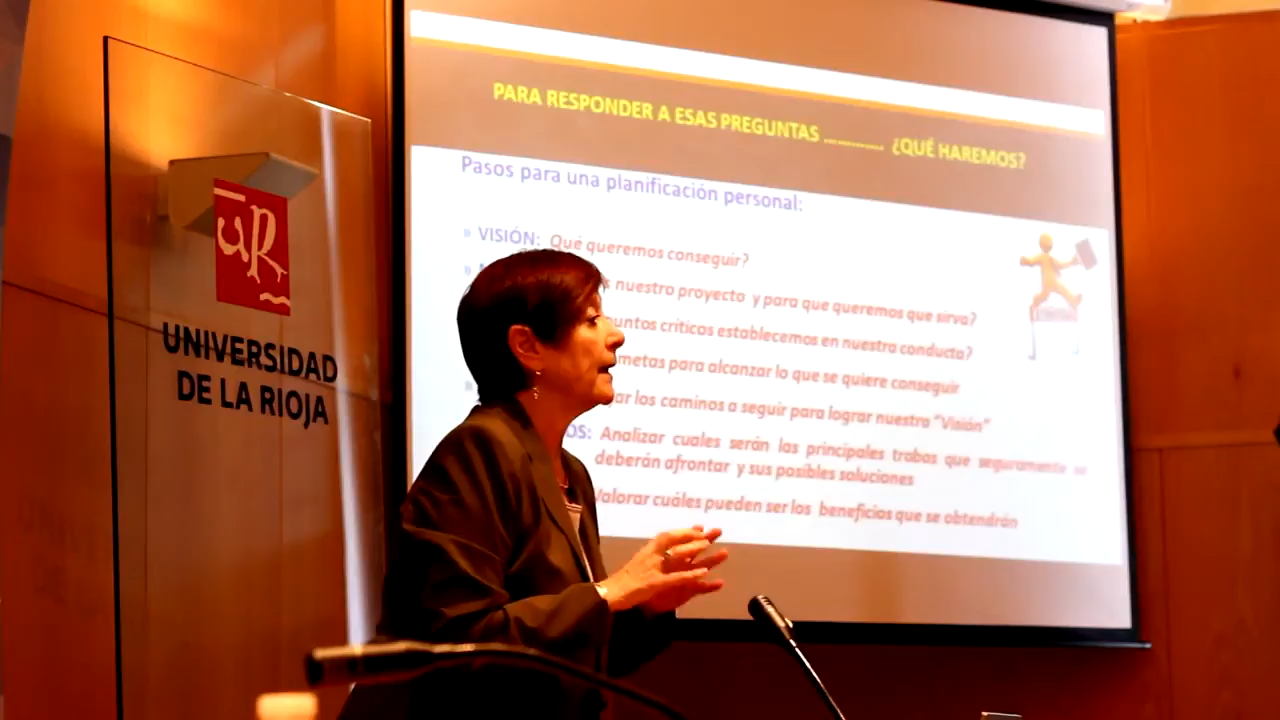 UR
UNIVERSIDAD
DE LA RIOJA
PARA RESPONDER A ESAS PREGUNTAS ........... ¿QUÉ HAREMOS?
Pasos para una planificación personal:
» VISIÓN: Qué queremos conseguir?
nuestro proyecto y para que queremos que sirva?
criticos establecemos en nuestra conducta?
metas para alcanzar lo que se quiere conseguir
los caminos a seguir para lograr nuestra "Visión"
Analizar cuales serán las principales trabas que seguramente se
deberán afrontar y sus posibles soluciones
Valorar cuáles pueden ser los beneficios que se obtendrán